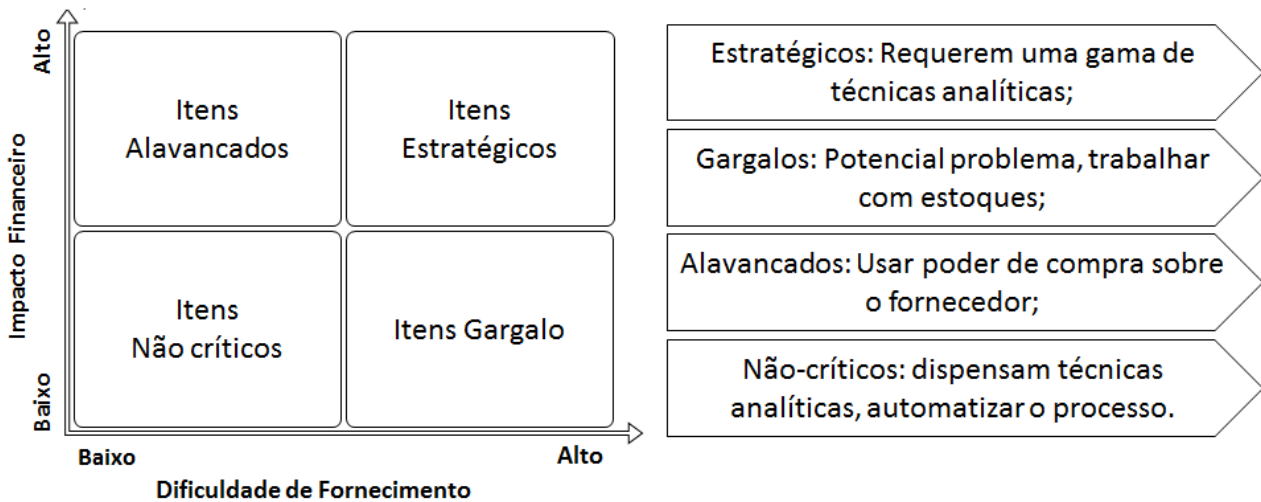 Alto
Impacto Financeiro
Baixo
Itens
Alavancados
Itens
Estratégicos
Itens
Não críticos
Itens Gargalo
Baixo
Alto
Dificuldade de Fornecimento
Estratégicos: Requerem uma gama de
técnicas analíticas;
Gargalos: Potencial problema, trabalhar
com estoques;
Alavancados: Usar poder de compra sobre
o fornecedor;
Não-críticos: dispensam técnicas
analíticas, automatizar o processo.